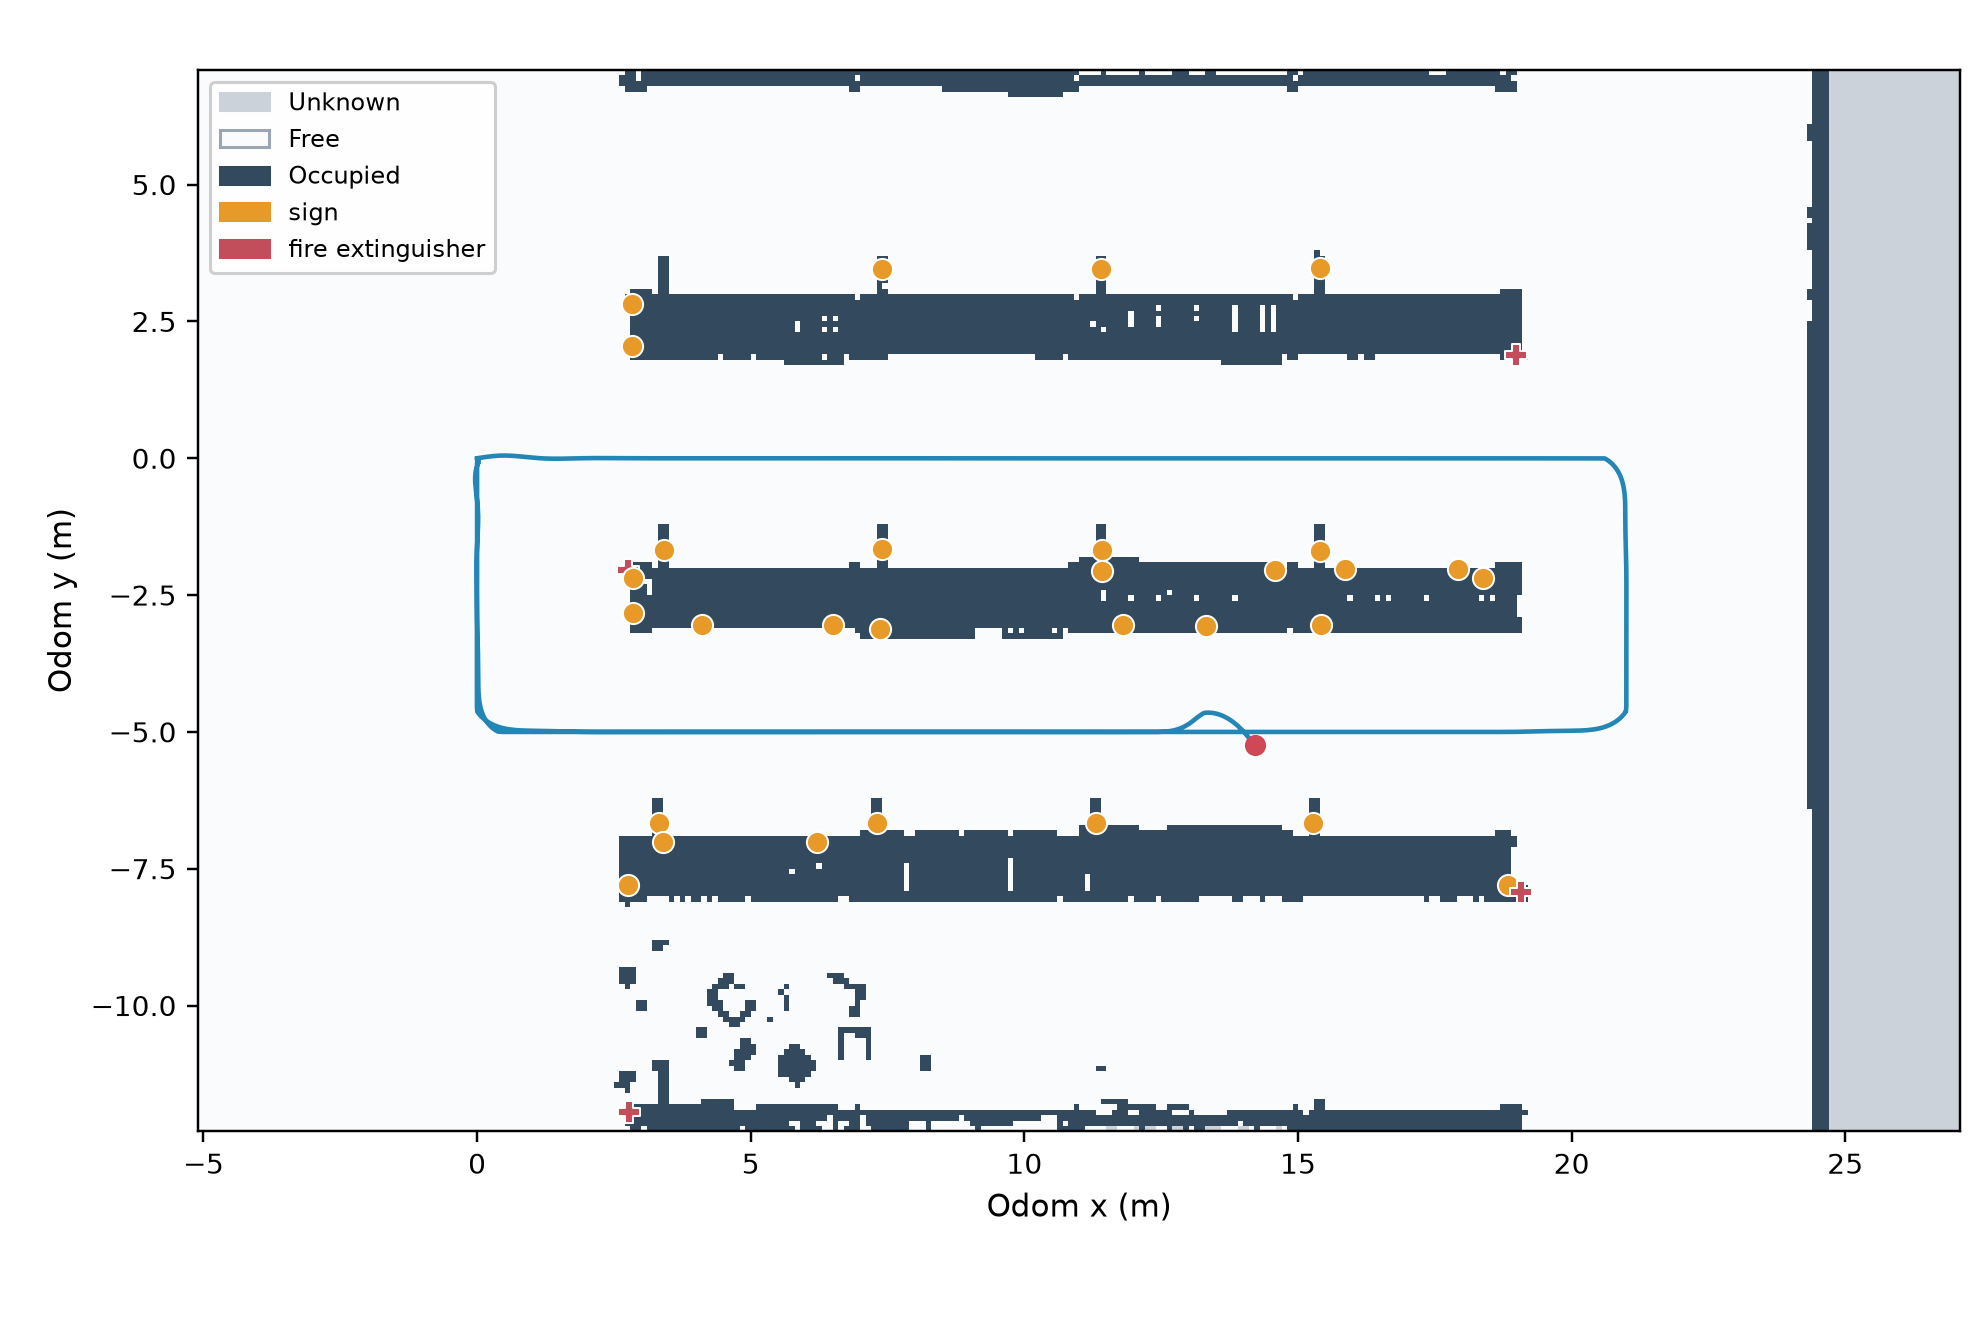 Unknown
Free
Occupied
sign
fire extinguisher
5.0
2.5
0.0
−2.5
−5.0
−7.5
−10.0
Odom y (m)
−5
0
5
10
15
20
25
Odom x (m)